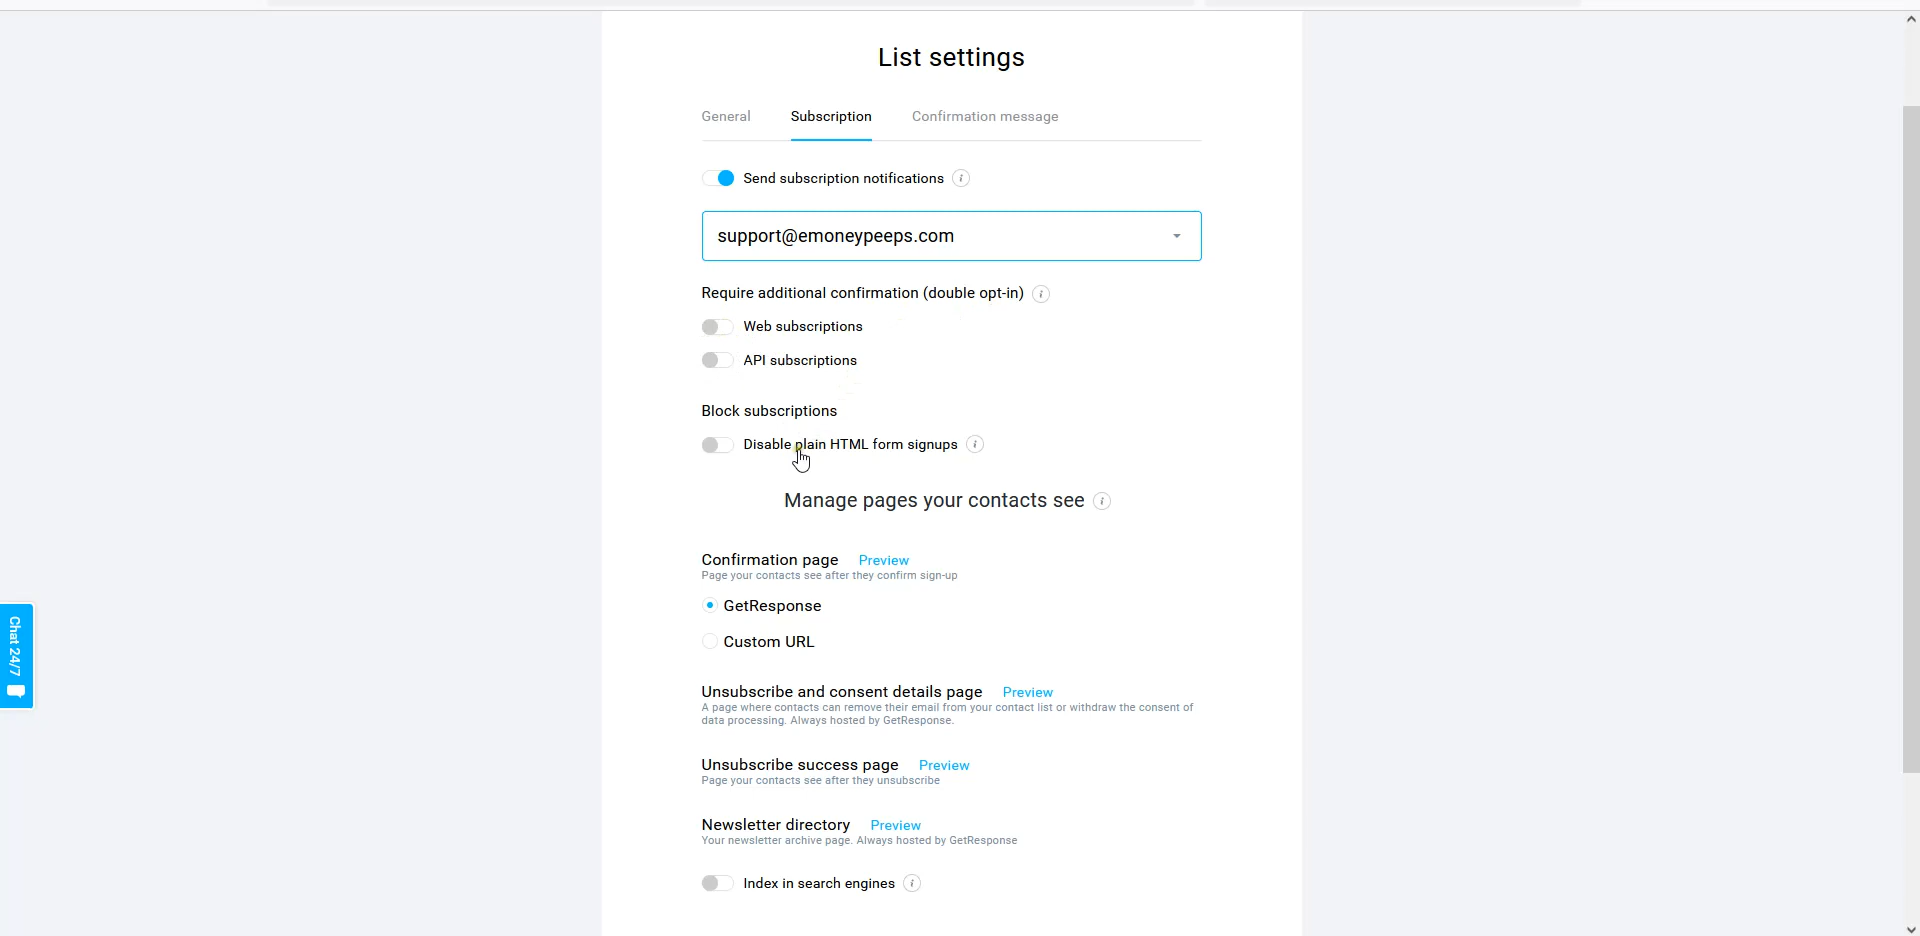 List settings
General Subscription Confirmation message
Send subscription notifications i
support@emoneypeeps.com
Require additional confirmation (double opt-in) i
Web subscriptions
API subscriptions
Block subscriptions
Disable plain HTML form signups i
Manage pages your contacts see i
Confirmation page Preview
Page your contacts see after they confirm sign-up
GetResponse
Custom URL
Unsubscribe and consent details page Preview
A page where contacts can remove their email from your contact list or withdraw the consent of
data processing. Always hosted by GetResponse.
Unsubscribe success page Preview
Page your contacts see after they unsubscribe
Newsletter directory Preview
Your newsletter archive page. Always hosted by GetResponse
Index in search engines i
Chat 24/7